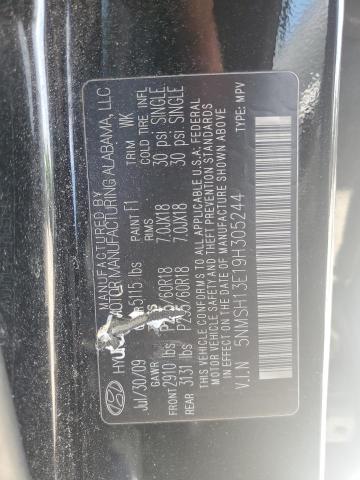 HYUNDAI MOTOR MANUFACTURING ALABAMA, LLC
Jul/30/09 5115 lbs PAINT F1 TRIM WK
GAWR RIMS COLD TIRE INFL
FRONT 2910 lbs P235/60R18 7.0JX18 30 psi SINGLE
REAR 3131 lbs P235/60R18 7.0JX18 30 psi SINGLE
THIS VEHICLE CONFORMS TO ALL APPLICABLE U.S.A. FEDERAL
MOTOR VEHICLE SAFETY AND THEFT PREVENTION STANDARDS
IN EFFECT ON THE DATE OF MANUFACTURE SHOWN ABOVE
V.I.N 5NMSH13E19H305244 TYPE: MPV